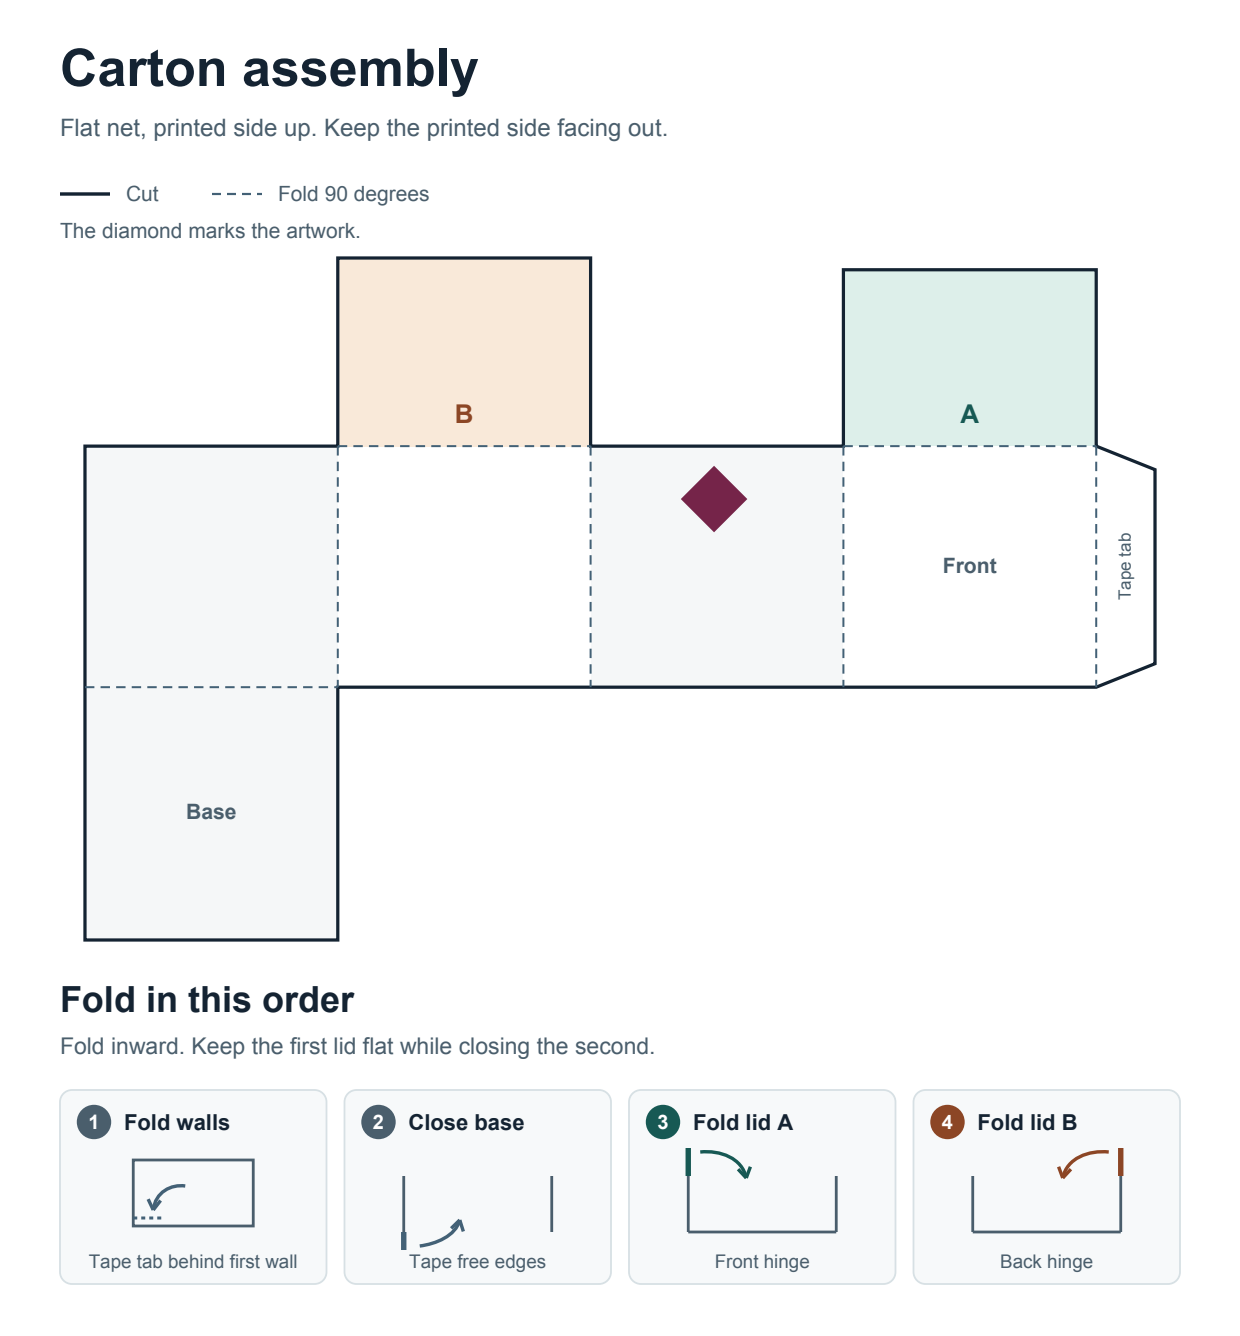 Carton assembly
Flat net, printed side up. Keep the printed side facing out.
Cut
Fold 90 degrees
The diamond marks the artwork.
B
A
Front
Tape tab
Base
Fold in this order
Fold inward. Keep the first lid flat while closing the second.
1 Fold walls
Tape tab behind first wall
2 Close base
Tape free edges
3 Fold lid A
Front hinge
4 Fold lid B
Back hinge